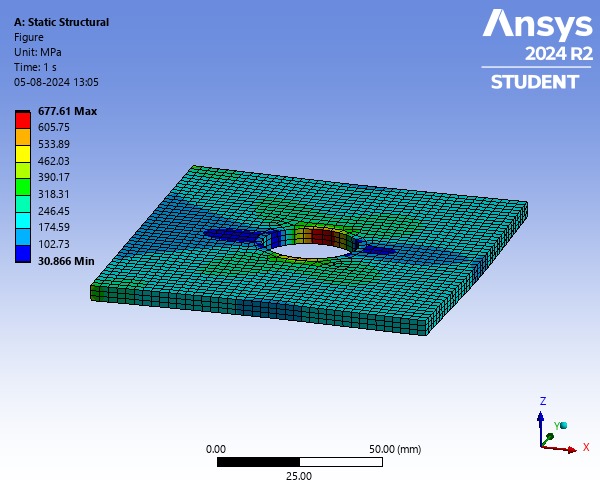 A: Static Structural
Figure
Unit: MPa
Time: 1 s
05-08-2024 13:05
677.61 Max
605.75
533.89
462.03
390.17
318.31
246.45
174.59
102.73
30.866 Min
Ansys
2024 R2
STUDENT
Z
Y
X
0.00
50.00 (mm)
25.00